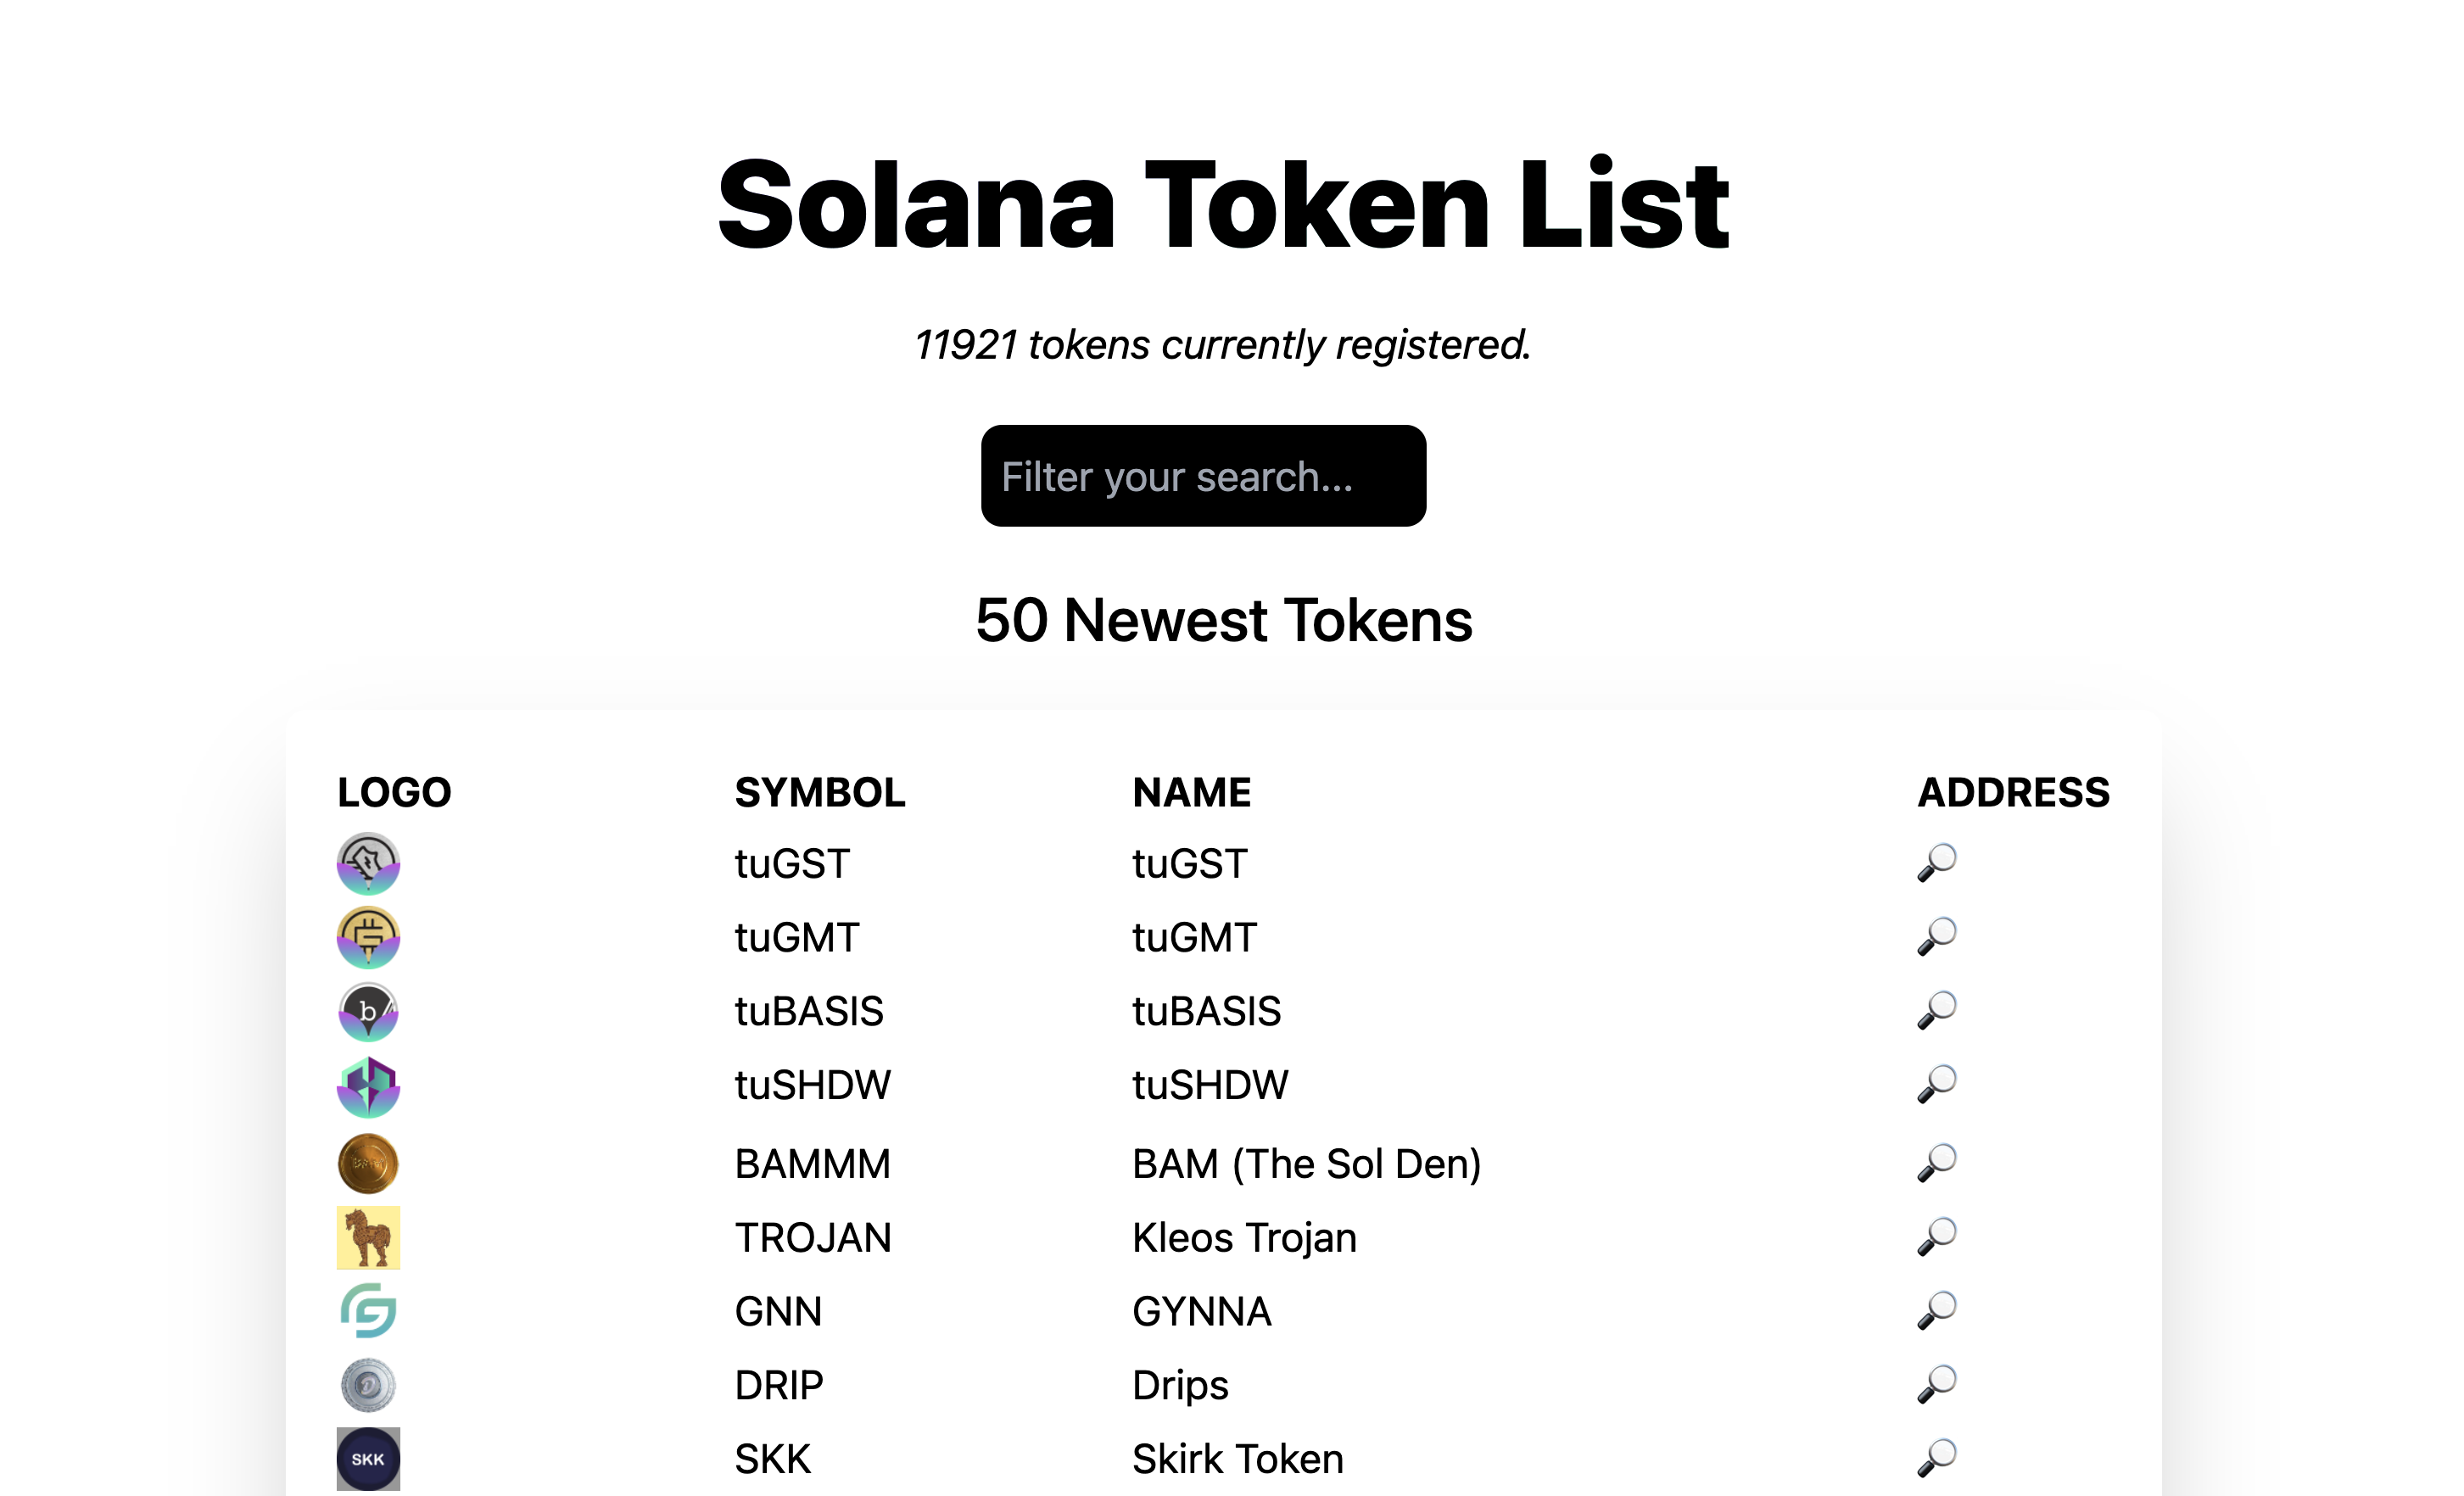 Solana Token List
11921 tokens currently registered.
Filter your search...
50 Newest Tokens
LOGO SYMBOL NAME ADDRESS
tuGST tuGST
tuGMT tuGMT
b tuBASIS tuBASIS
tuSHDW tuSHDW
BAMMM BAM (The Sol Den)
TROJAN Kleos Trojan
GNN GYNNA
DRIP Drips
SKK SKK Skirk Token